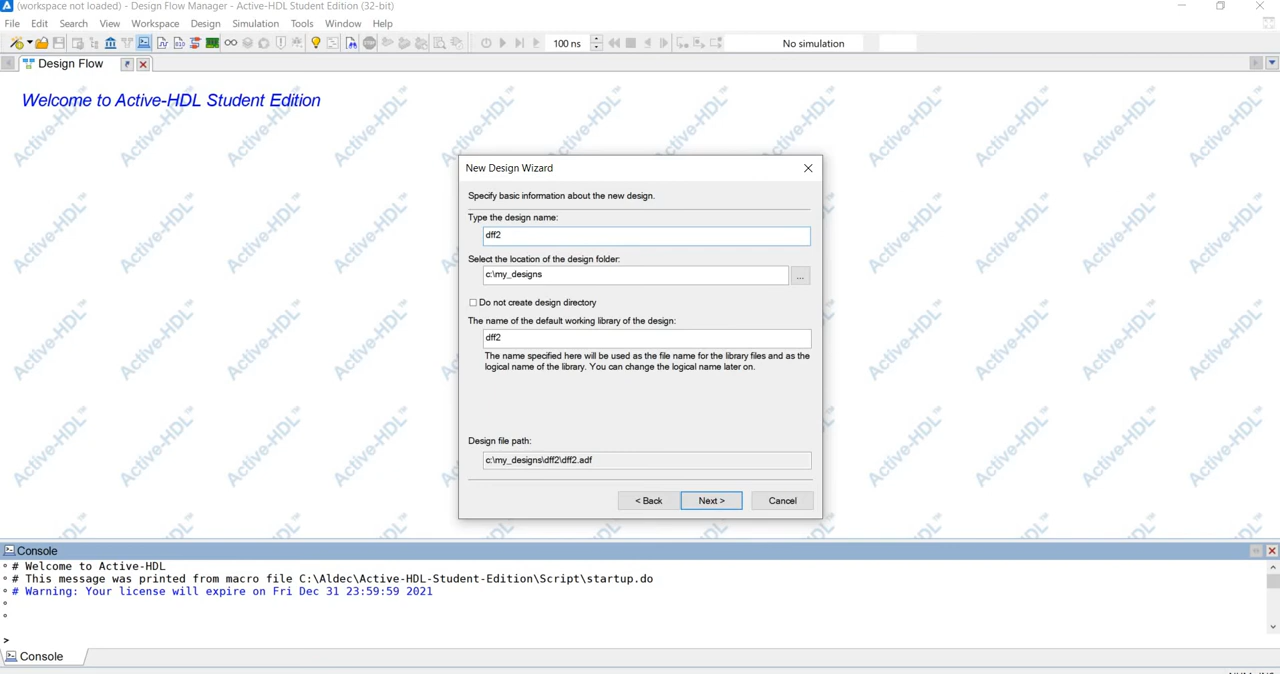 (workspace not loaded) - Design Flow Manager - Active-HDL Student Edition (32-bit)
File Edit Search View Workspace Design Simulation Tools Window Help
100 ns
No simulation
Design Flow
Welcome to Active-HDL Student Edition
New Design Wizard
Specify basic information about the new design.
Type the design name:
dff2
Select the location of the design folder:
c:\my_designs
...
Do not create design directory
The name of the default working library of the design:
dff2
The name specified here will be used as the file name for the library files and as the
logical name of the library. You can change the logical name later on.
Design file path:
c:\my_designs\dff2\dff2.adf
< Back
Next >
Cancel
Active-HDL™
Console
# Welcome to Active-HDL
# This message was printed from macro file C:\Aldec\Active-HDL-Student-Edition\Script\startup.do
# Warning: Your license will expire on Fri Dec 31 23:59:59 2021
>
Console